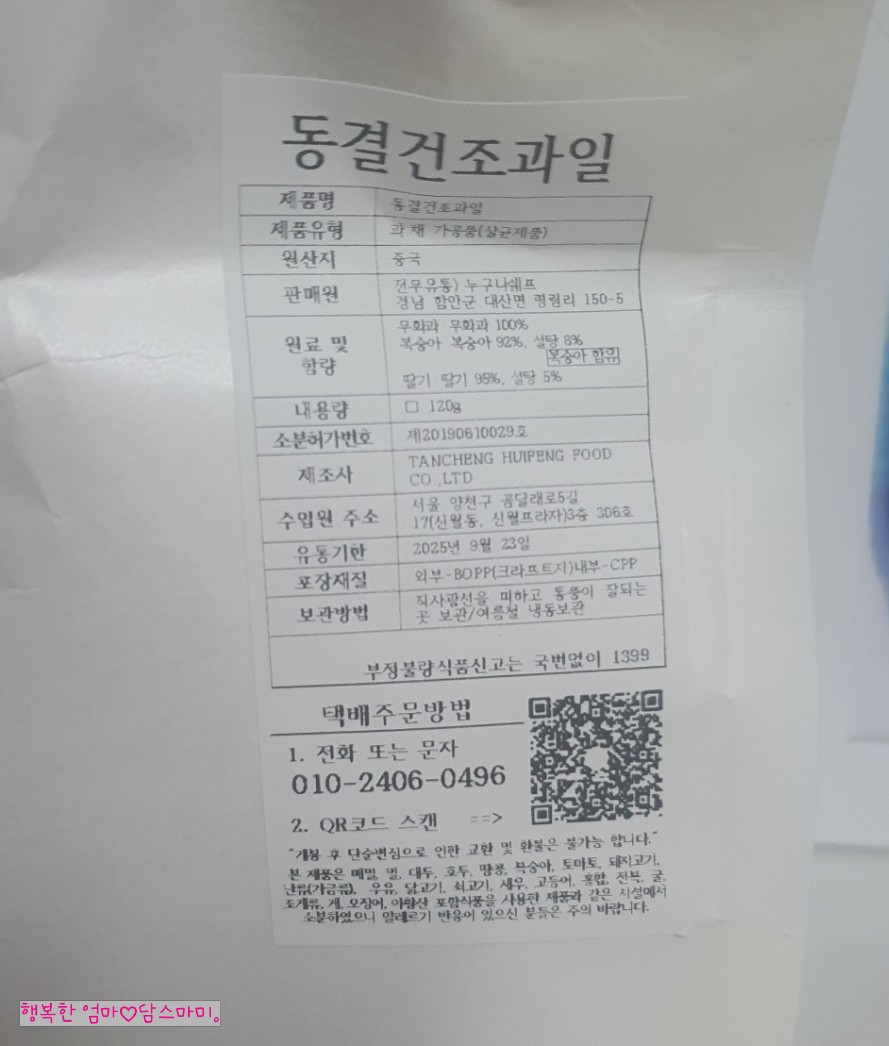 동결건조과일
제품명 동결건조과일
제품유형 과채 가공품(살균제품)
원산지 중국
판매원 전무유통) 누구나쉐프
경남 함안군 대산면 평림리 150-5
원료 및 함량 무화과 무화과 100%
복숭아 복숭아 92%, 설탕 8%
복숭아 함유
딸기 딸기 95%, 설탕 5%
내용량 □ 120g
소분허가번호 제20190610029호
제조사 TANCHENG HUIFENG FOOD
CO.,LTD
수입원 주소 서울 양천구 곰달래로5길
17(신월동, 신월프라자)3층 306호
유통기한 2025년 9월 23일
포장재질 외부-BOPP(크라프트지)내부-CPP
보관방법 직사광선을 피하고 통풍이 잘되는
곳 보관/여름철 냉동보관
부정불량식품신고는 국번없이 1399
택배주문방법
1. 전화 또는 문자
010-2406-0496
2. QR코드 스캔 ==>
"개봉 후 단순변심으로 인한 교환 및 환불은 불가능 합니다."
본 제품은 메밀, 밀, 대두, 호두, 땅콩, 복숭아, 토마토, 돼지고기,
난류(가금류), 우유, 닭고기, 쇠고기, 새우, 고등어, 홍합, 전복, 굴,
조개류, 게, 오징어, 아황산 포함식품을 사용한 제품과 같은 시설에서
소분하였으니 알레르기 반응이 있으신 분들은 주의 바랍니다.
행복한 엄마♡담스마미。